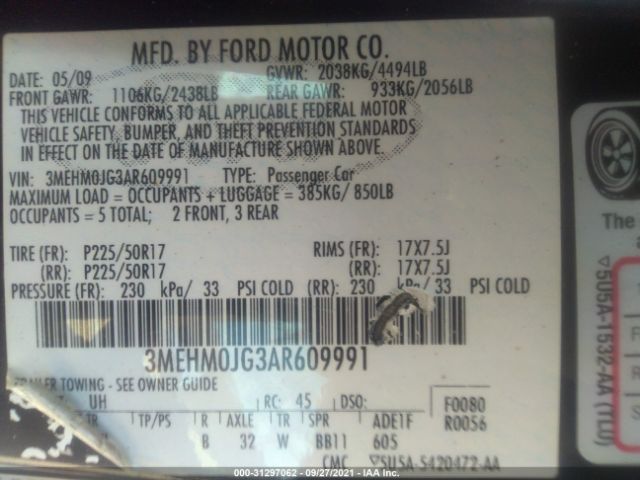 MFD. BY FORD MOTOR CO.
DATE: 05/09 GVWR: 2038KG/4494LB
FRONT GAWR: 1106KG/2438LB REAR GAWR: 933KG/2056LB
THIS VEHICLE CONFORMS TO ALL APPLICABLE FEDERAL MOTOR
VEHICLE SAFETY, BUMPER, AND THEFT PREVENTION STANDARDS
IN EFFECT ON THE DATE OF MANUFACTURE SHOWN ABOVE.
VIN: 3MEHM0JG3AR609991 TYPE: Passenger Car
MAXIMUM LOAD = OCCUPANTS + LUGGAGE = 385KG/ 850LB
OCCUPANTS = 5 TOTAL; 2 FRONT, 3 REAR
TIRE (FR): P225/50R17 RIMS (FR): 17X7.5J
(RR): P225/50R17 (RR): 17X7.5J
PRESSURE (FR): 230 kPa/ 33 PSI COLD (RR): 230 kPa/ 33 PSI COLD
3MEHM0JG3AR609991
TRAILER TOWING - SEE OWNER GUIDE
UH RC: 45 DSO: F0080
TR TP/PS R AXLE TR SPR ADE1F R0056
B 32 W BB11 605
CMC ▽5U5A-5420472-AA
The
▽5U5A-1532-AA (TLU)
000-31297062 - 09/27/2021 - IAA Inc.